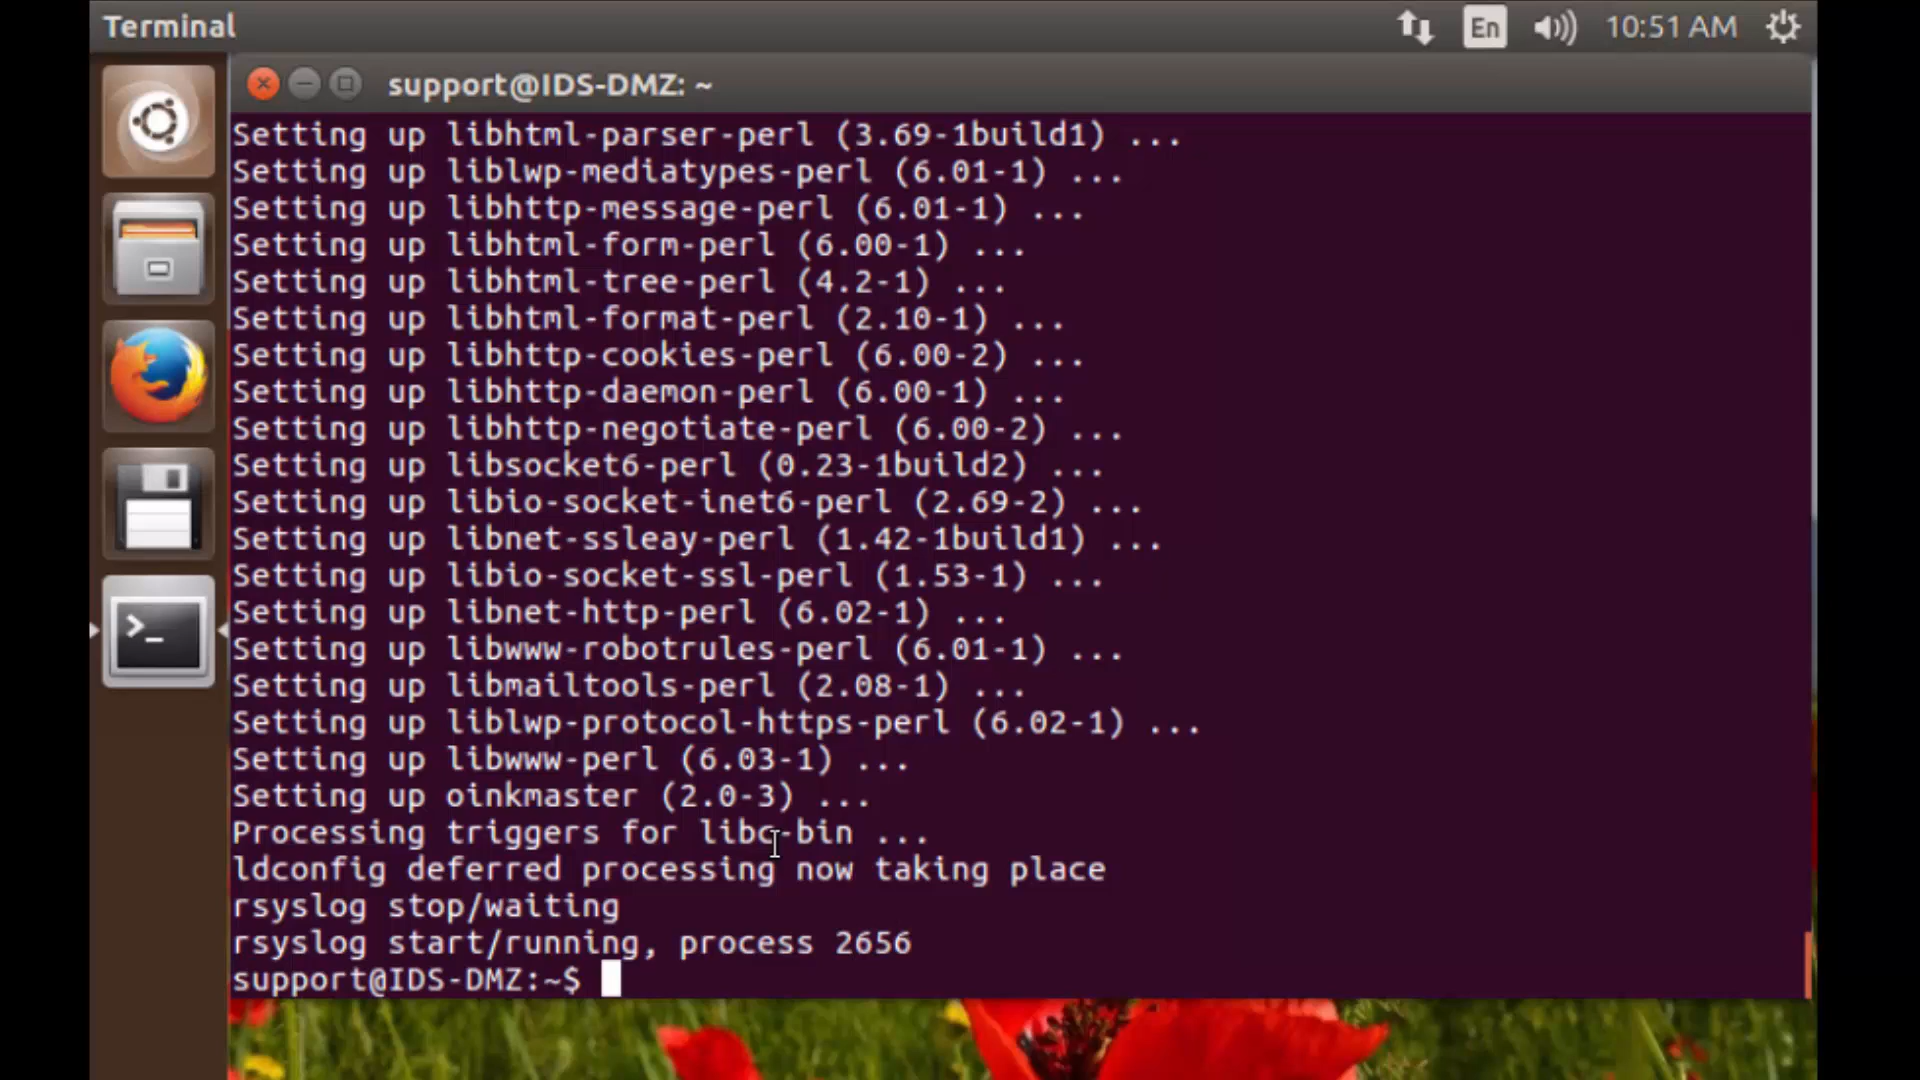 Terminal
En
10:51 AM
support@IDS-DMZ: ~
Setting up libhtml-parser-perl (3.69-1build1) ...
Setting up liblwp-mediatypes-perl (6.01-1) ...
Setting up libhttp-message-perl (6.01-1) ...
Setting up libhtml-form-perl (6.00-1) ...
Setting up libhtml-tree-perl (4.2-1) ...
Setting up libhtml-format-perl (2.10-1) ...
Setting up libhttp-cookies-perl (6.00-2) ...
Setting up libhttp-daemon-perl (6.00-1) ...
Setting up libhttp-negotiate-perl (6.00-2) ...
Setting up libsocket6-perl (0.23-1build2) ...
Setting up libio-socket-inet6-perl (2.69-2) ...
Setting up libnet-ssleay-perl (1.42-1build1) ...
Setting up libio-socket-ssl-perl (1.53-1) ...
Setting up libnet-http-perl (6.02-1) ...
Setting up libwww-robotrules-perl (6.01-1) ...
Setting up libmailtools-perl (2.08-1) ...
Setting up liblwp-protocol-https-perl (6.02-1) ...
Setting up libwww-perl (6.03-1) ...
Setting up oinkmaster (2.0-3) ...
Processing triggers for libc-bin ...
ldconfig deferred processing now taking place
rsyslog stop/waiting
rsyslog start/running, process 2656
support@IDS-DMZ:~$